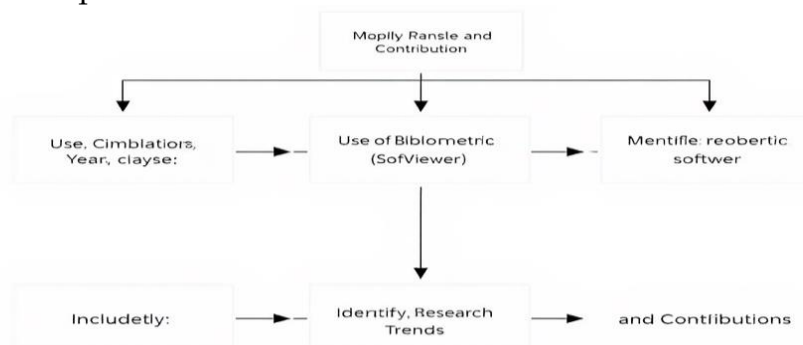 Mopily Ransle and
Contribution
Use, Cimblatiors,
Year, clayse:
Use of Biblometric
(SofViewer)
Mentifle: reobertic
softwer
Includetly:
Identify, Research
Trends
and Contlibutions